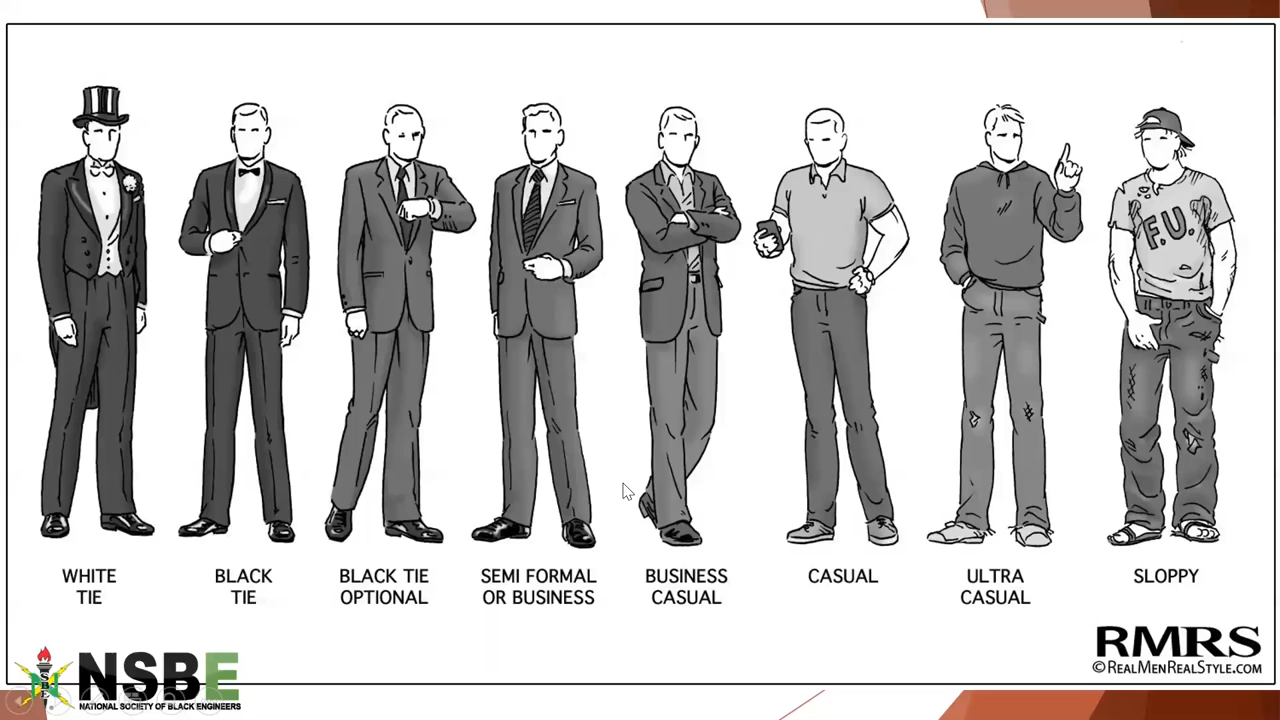 F.U.
WHITE
TIE
BLACK
TIE
BLACK TIE
OPTIONAL
SEMI FORMAL
OR BUSINESS
BUSINESS
CASUAL
CASUAL
ULTRA
CASUAL
SLOPPY
RMRS
©REALMENREALSTYLE.COM
NSBE
NATIONAL SOCIETY OF BLACK ENGINEERS